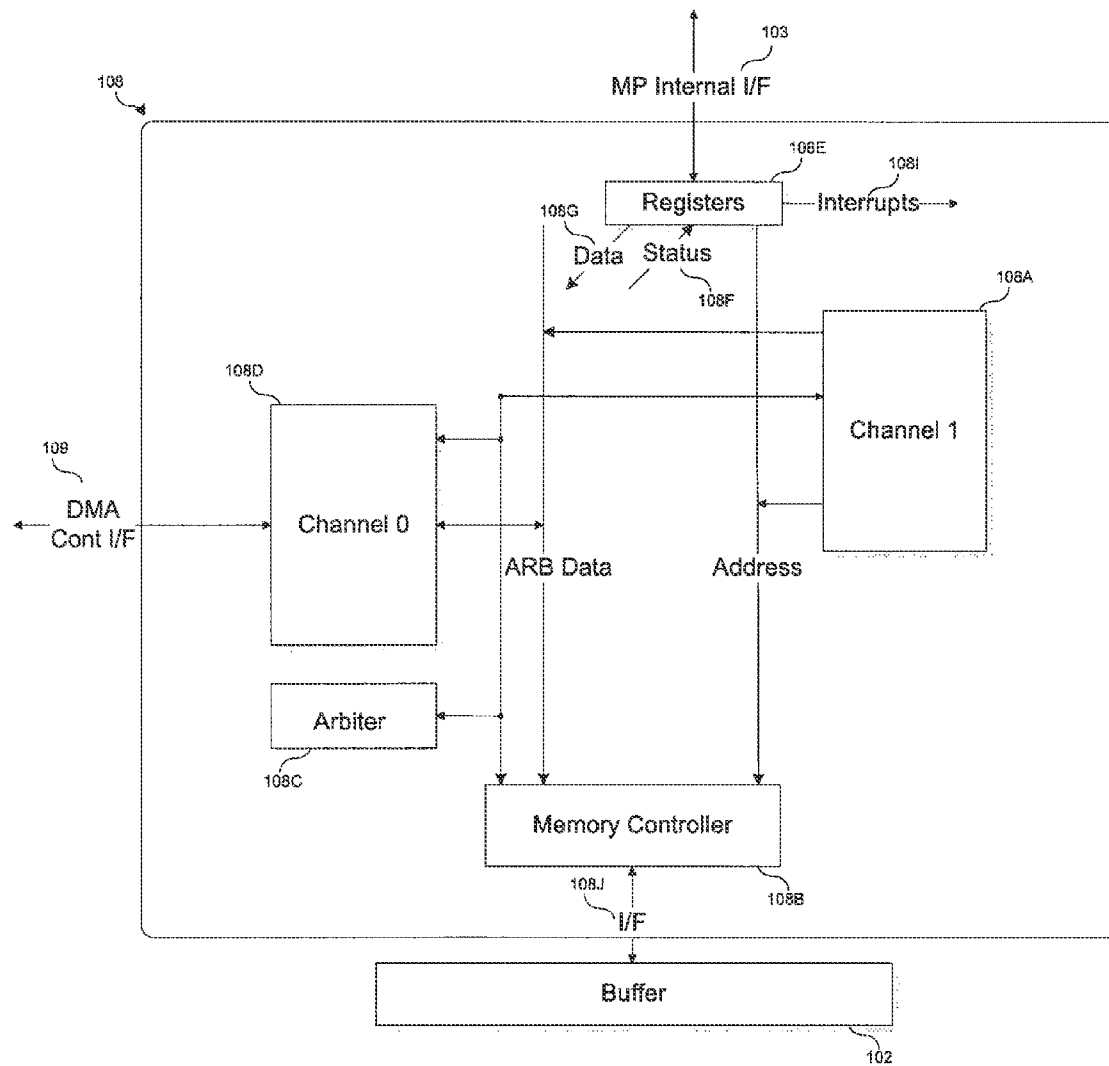 103
MP Internal I/F
108
108E
Registers
108I
Interrupts
108G
Data
Status
108F
108A
Channel 1
108D
109
DMA
Cont I/F
Channel 0
ARB Data
Address
Arbiter
108C
Memory Controller
108J
I/F
108B
Buffer
102